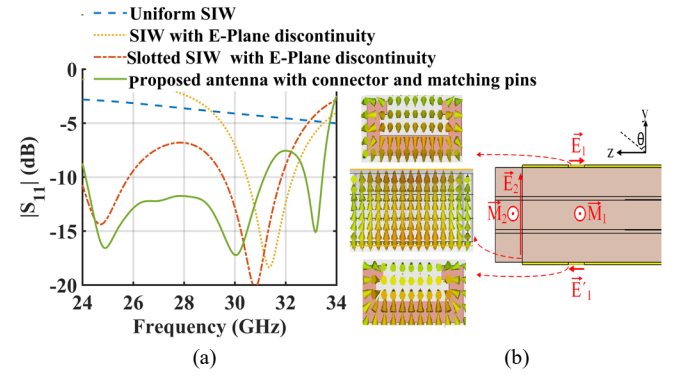 Uniform SIW
SIW with E-Plane discontinuity
Slotted SIW with E-Plane discontinuity
Proposed antenna with connector and matching pins
0
-5
-10
-15
-20
|S11| (dB)
24 26 28 30 32 34
Frequency (GHz)
(a)
y
θ
z
E1
E2
M2
M1
E'1
(b)